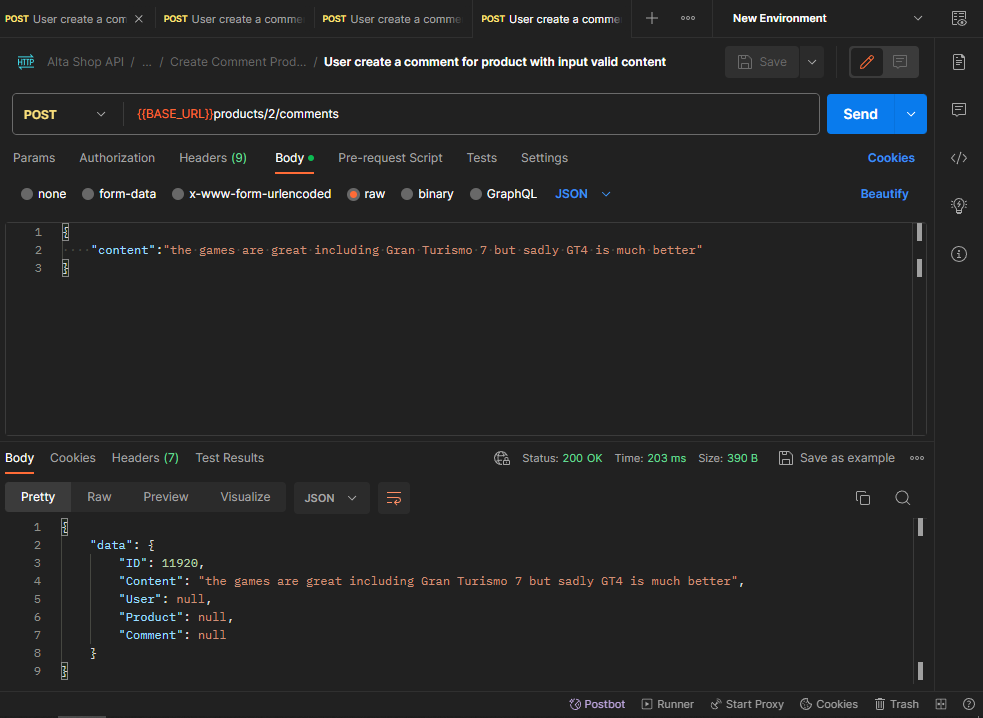 POST User create a com
POST User create a comme
POST User create a comme
POST User create a comme
New Environment
HTTP Alta Shop API / ... / Create Comment Prod... / User create a comment for product with input valid content
Save
POST {{BASE_URL}}products/2/comments
Send
Params Authorization Headers (9) Body Pre-request Script Tests Settings Cookies
none form-data x-www-form-urlencoded raw binary GraphQL JSON Beautify
1 {
2 ····"content":"the games are great including Gran Turismo 7 but sadly GT4 is much better"
3 }
Body Cookies Headers (7) Test Results Status: 200 OK Time: 203 ms Size: 390 B Save as example
Pretty Raw Preview Visualize JSON
1 {
2 "data": {
3 "ID": 11920,
4 "Content": "the games are great including Gran Turismo 7 but sadly GT4 is much better",
5 "User": null,
6 "Product": null,
7 "Comment": null
8 }
9 }
Postbot Runner Start Proxy Cookies Trash